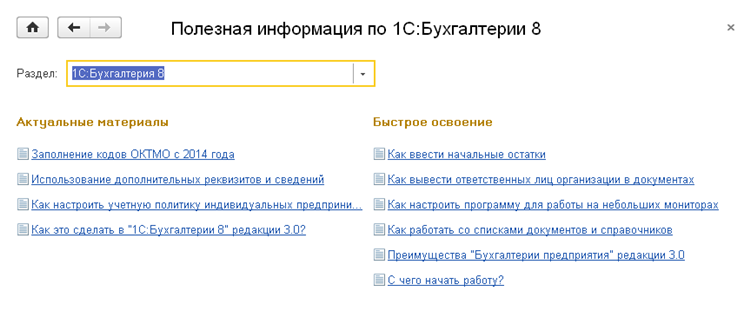 Полезная информация по 1С:Бухгалтерии 8
Раздел: 1С:Бухгалтерия 8
Актуальные материалы
Заполнение кодов ОКТМО с 2014 года
Использование дополнительных реквизитов и сведений
Как настроить учетную политику индивидуальных предприни...
Как это сделать в "1С:Бухгалтерии 8" редакции 3.0?
Быстрое освоение
Как ввести начальные остатки
Как вывести ответственных лиц организации в документах
Как настроить программу для работы на небольших мониторах
Как работать со списками документов и справочников
Преимущества "Бухгалтерии предприятия" редакции 3.0
С чего начать работу?